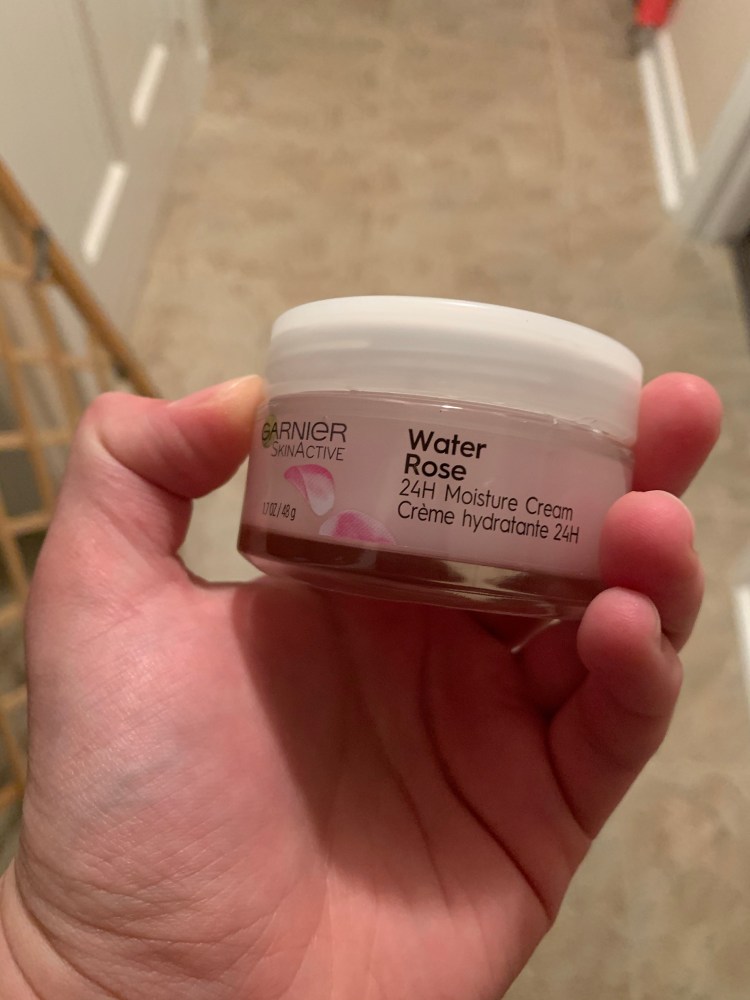 GARNIER
SKINACTIVE
1.7 OZ / 48 g
Water
Rose
24H Moisture Cream
Crème hydratante 24H